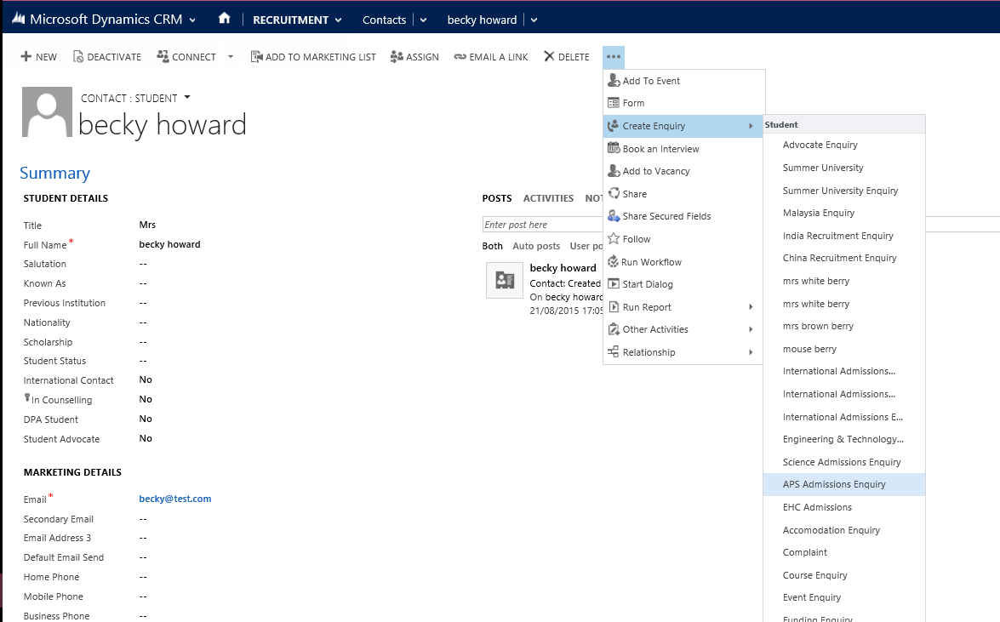 Microsoft Dynamics CRM RECRUITMENT Contacts becky howard
NEW DEACTIVATE CONNECT ADD TO MARKETING LIST ASSIGN EMAIL A LINK DELETE
CONTACT : STUDENT
becky howard
Summary
STUDENT DETAILS
Title Mrs
Full Name* becky howard
Salutation --
Known As --
Previous Institution --
Nationality --
Scholarship --
Student Status --
International Contact No
In Counselling No
DPA Student No
Student Advocate No
MARKETING DETAILS
Email* becky@test.com
Secondary Email --
Email Address 3 --
Default Email Send --
Home Phone --
Mobile Phone --
Business Phone --
POSTS ACTIVITIES NOT
Enter post here
Both Auto posts User po
becky howard
Contact: Created
On becky howard
21/08/2015 17:05
Add To Event
Form
Create Enquiry
Book an Interview
Add to Vacancy
Share
Share Secured Fields
Follow
Run Workflow
Start Dialog
Run Report
Other Activities
Relationship
Student
Advocate Enquiry
Summer University
Summer University Enquiry
Malaysia Enquiry
India Recruitment Enquiry
China Recruitment Enquiry
mrs white berry
mrs white berry
mrs brown berry
mouse berry
International Admissions...
International Admissions...
International Admissions E...
Engineering & Technology...
Science Admissions Enquiry
APS Admissions Enquiry
EHC Admissions
Accomodation Enquiry
Complaint
Course Enquiry
Event Enquiry
Funding Enquiry